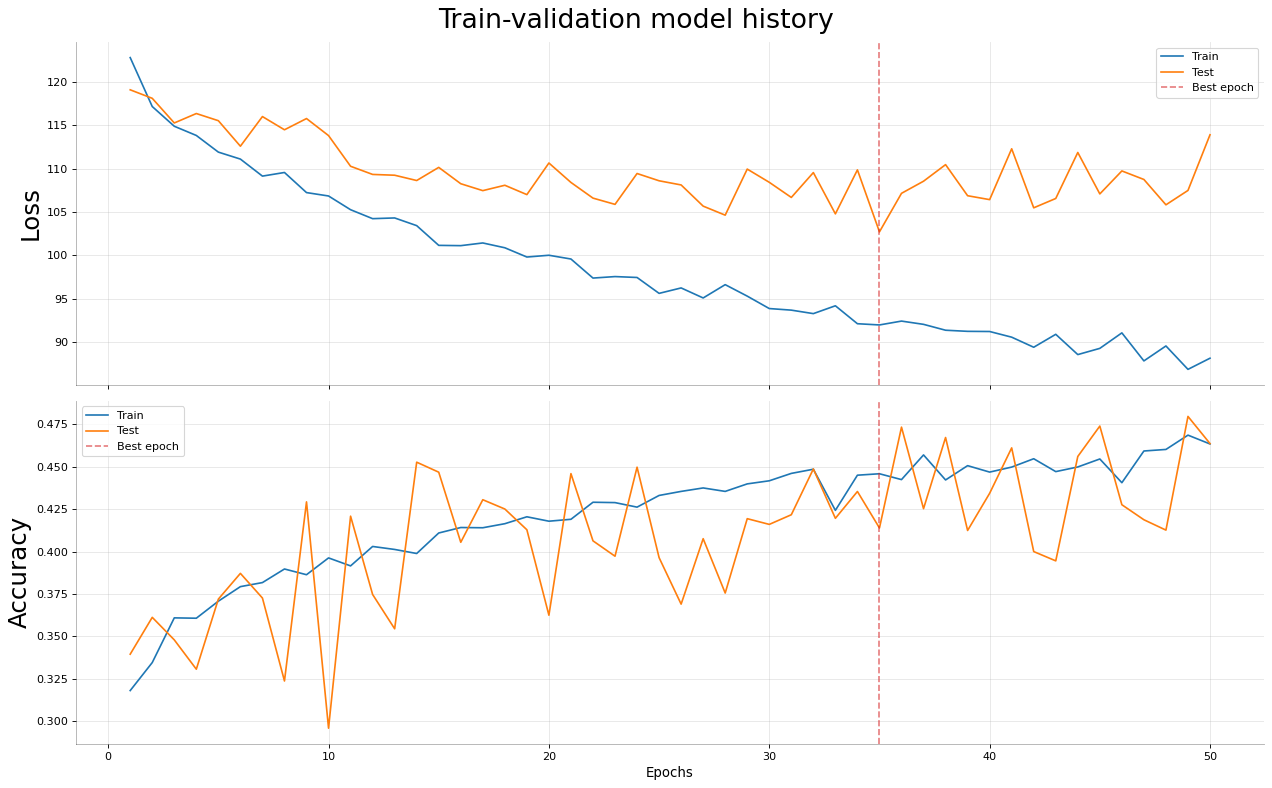 Train-validation model history
Loss
120
115
110
105
100
95
90
Train
Test
Best epoch
Accuracy
0.475
0.450
0.425
0.400
0.375
0.350
0.325
0.300
Train
Test
Best epoch
0 10 20 30 40 50
Epochs